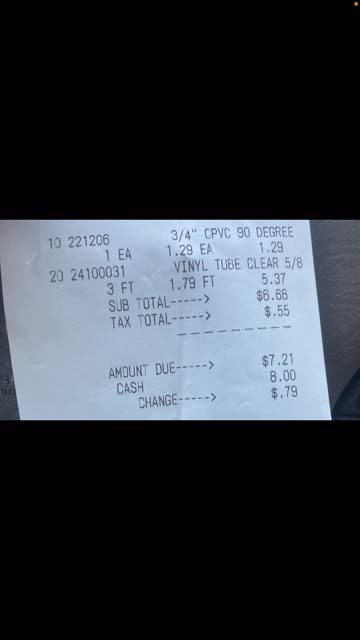 10 221206 3/4" CPVC 90 DEGREE
1 EA 1.29 EA 1.29
20 24100031 VINYL TUBE CLEAR 5/8
3 FT 1.79 FT 5.37
SUB TOTAL-----> $6.66
TAX TOTAL-----> $.55
AMOUNT DUE-----> $7.21
CASH 8.00
CHANGE-----> $.79